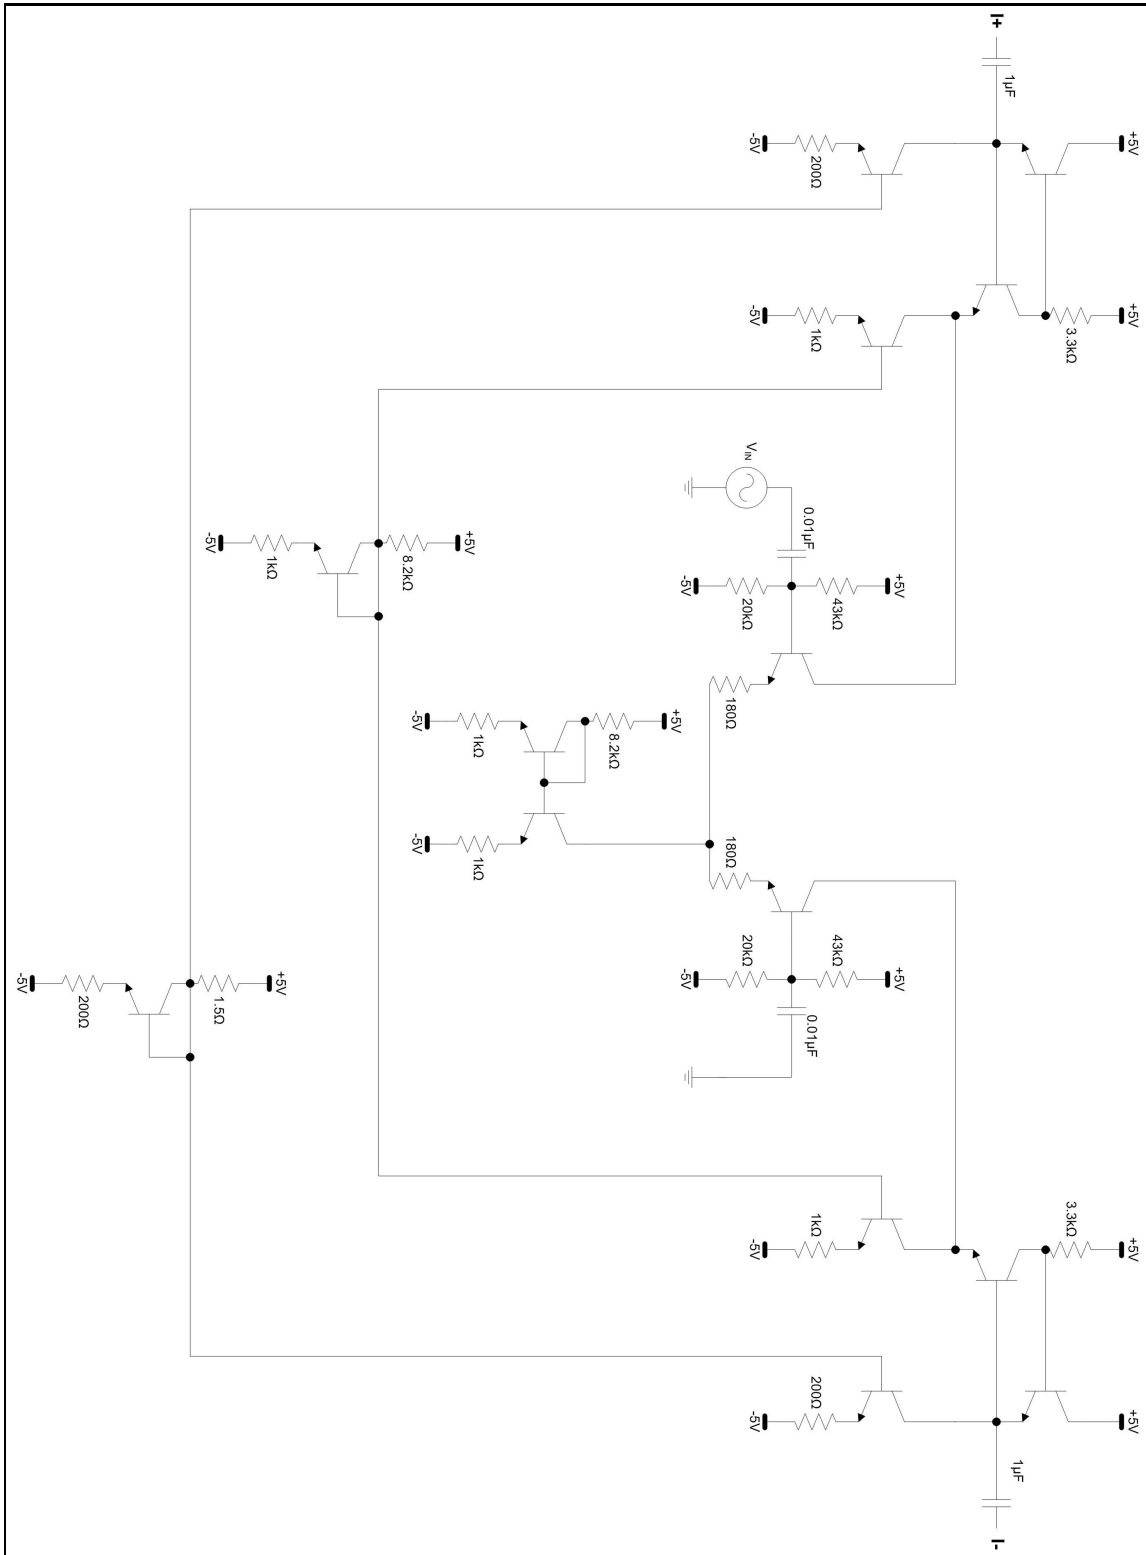 I+
1µF
+5V
-5V
200Ω
+5V
-5V
1kΩ
3.3kΩ
VIN
0.01µF
+5V
-5V
20kΩ
43kΩ
+5V
-5V
1kΩ
8.2kΩ
180Ω
+5V
-5V
1kΩ
8.2kΩ
-5V
1kΩ
180Ω
+5V
-5V
20kΩ
43kΩ
0.01µF
+5V
-5V
200Ω
1.5Ω
+5V
-5V
1kΩ
3.3kΩ
+5V
-5V
200Ω
1µF
I-